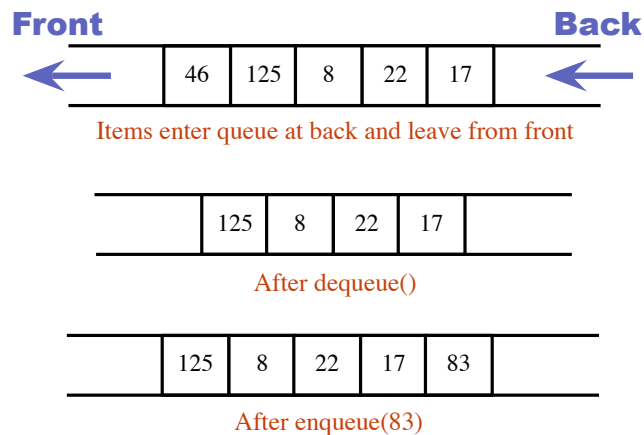 Front Back
46 125 8 22 17
Items enter queue at back and leave from front
125 8 22 17
After dequeue()
125 8 22 17 83
After enqueue(83)